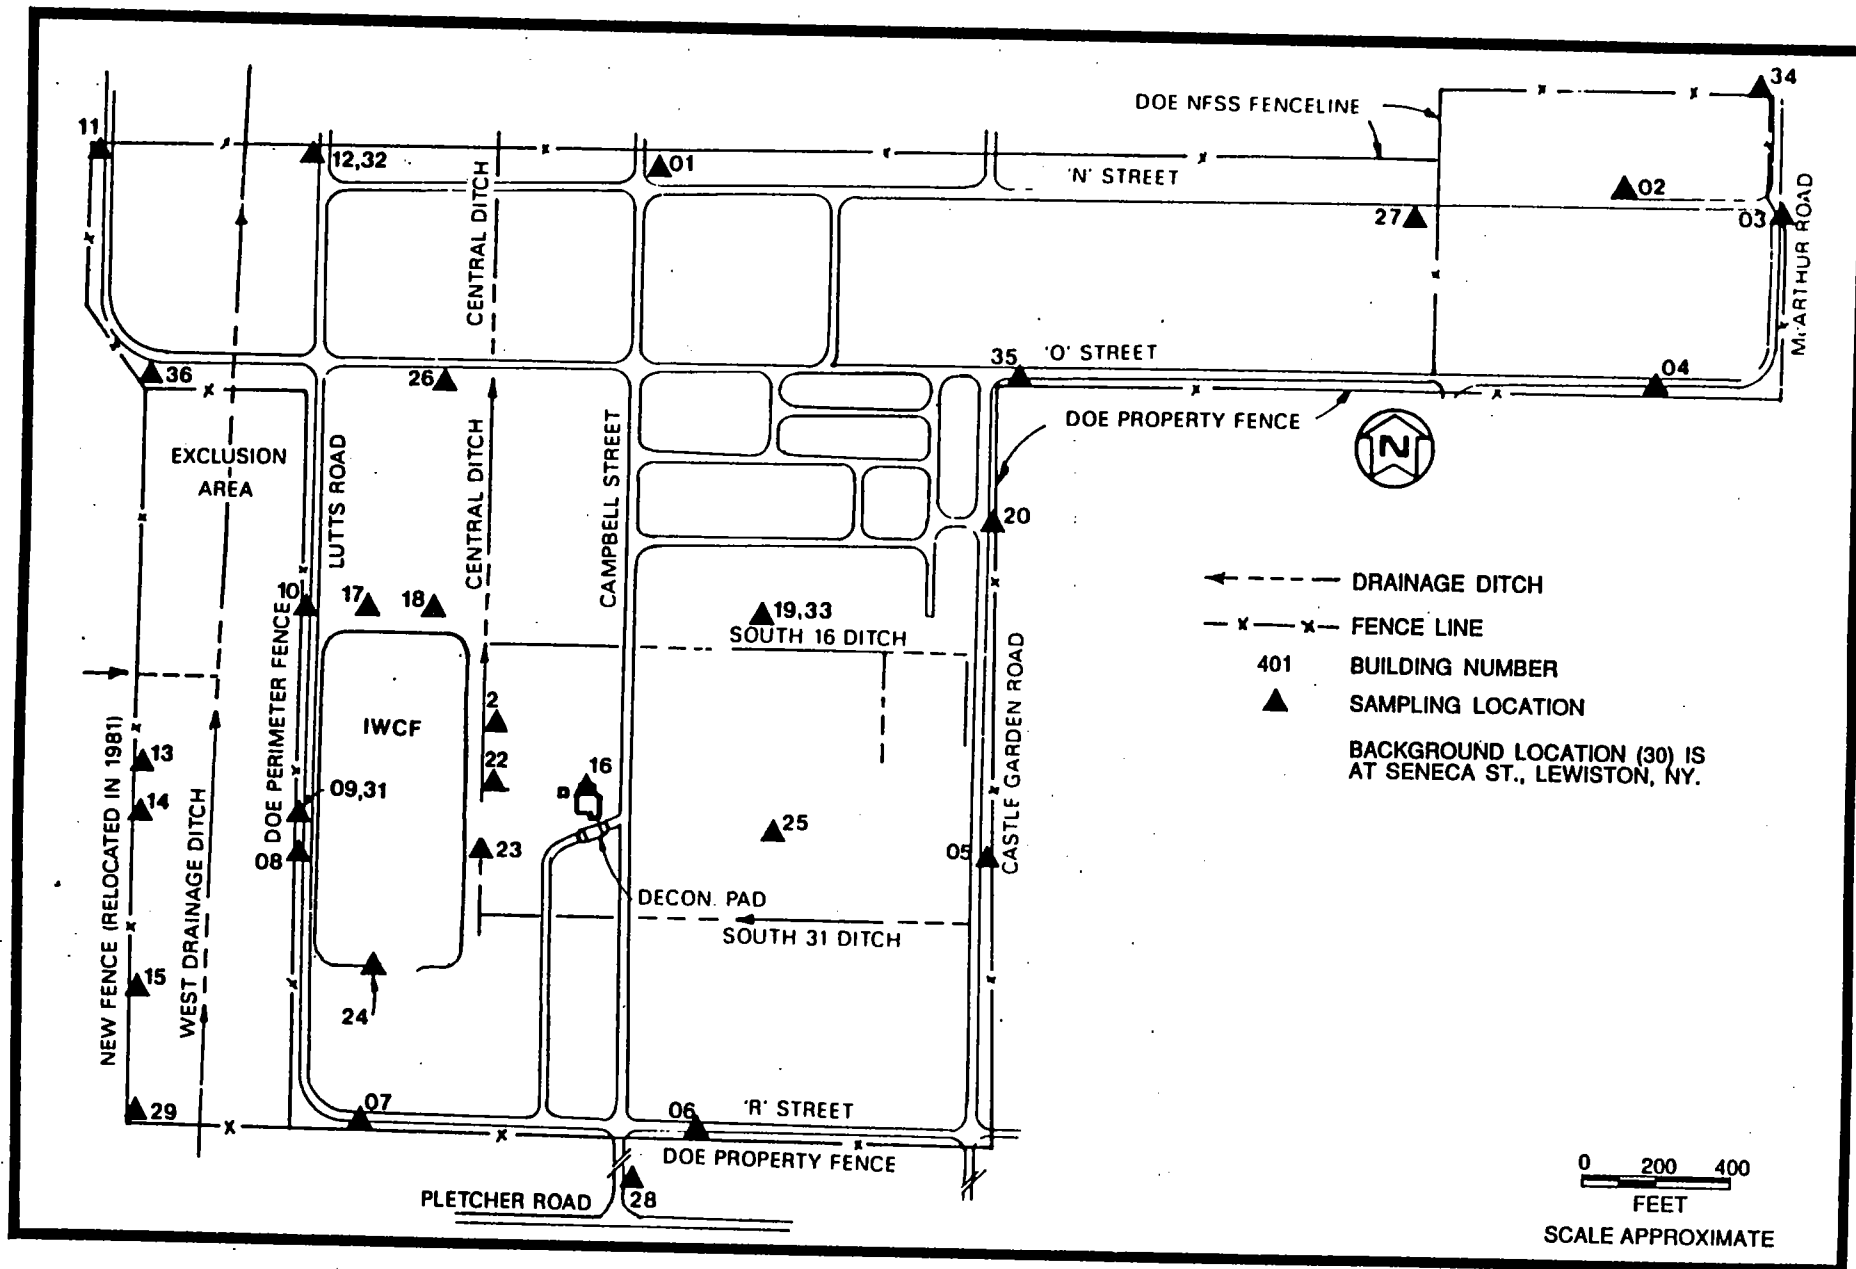 34
DOE NFSS FENCELINE
11
12,32
01
'N' STREET
02
27
03
McARTHUR ROAD
CENTRAL DITCH
36
26
35
'O' STREET
04
DOE PROPERTY FENCE
N
EXCLUSION
AREA
LUTTS ROAD
CENTRAL DITCH
CAMPBELL STREET
20
DRAINAGE DITCH
x x FENCE LINE
401 BUILDING NUMBER
SAMPLING LOCATION
BACKGROUND LOCATION (30) IS
AT SENECA ST., LEWISTON, NY.
10
17
18
19,33
SOUTH 16 DITCH
DOE PERIMETER FENCE
CASTLE GARDEN ROAD
IWCF
2
22
16
13
14
09,31
08
23
25
05
NEW FENCE (RELOCATED IN 1981)
WEST DRAINAGE DITCH
DECON. PAD
SOUTH 31 DITCH
15
24
29
07
06
'R' STREET
DOE PROPERTY FENCE
PLETCHER ROAD
28
0 200 400
FEET
SCALE APPROXIMATE